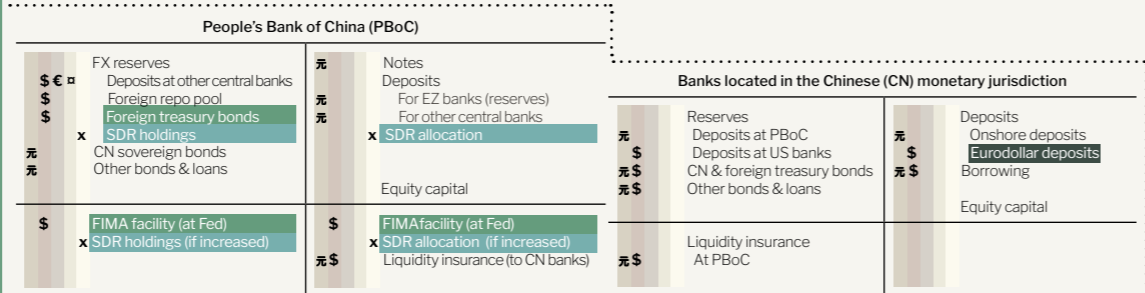 People's Bank of China (PBoC)
FX reserves
$ € ¤ Deposits at other central banks
$ Foreign repo pool
$ Foreign treasury bonds
x SDR holdings
元 CN sovereign bonds
元 Other bonds & loans
元 Notes
Deposits
元 For EZ banks (reserves)
元 For other central banks
x SDR allocation
Equity capital
$ FIMA facility (at Fed)
x SDR holdings (if increased)
$ FIMA facility (at Fed)
x SDR allocation (if increased)
元 $ Liquidity insurance (to CN banks)
Banks located in the Chinese (CN) monetary jurisdiction
Reserves
元 Deposits at PBoC
$ Deposits at US banks
元 $ CN & foreign treasury bonds
元 $ Other bonds & loans
Deposits
元 Onshore deposits
$ Eurodollar deposits
元 $ Borrowing
Equity capital
Liquidity insurance
元 $ At PBoC